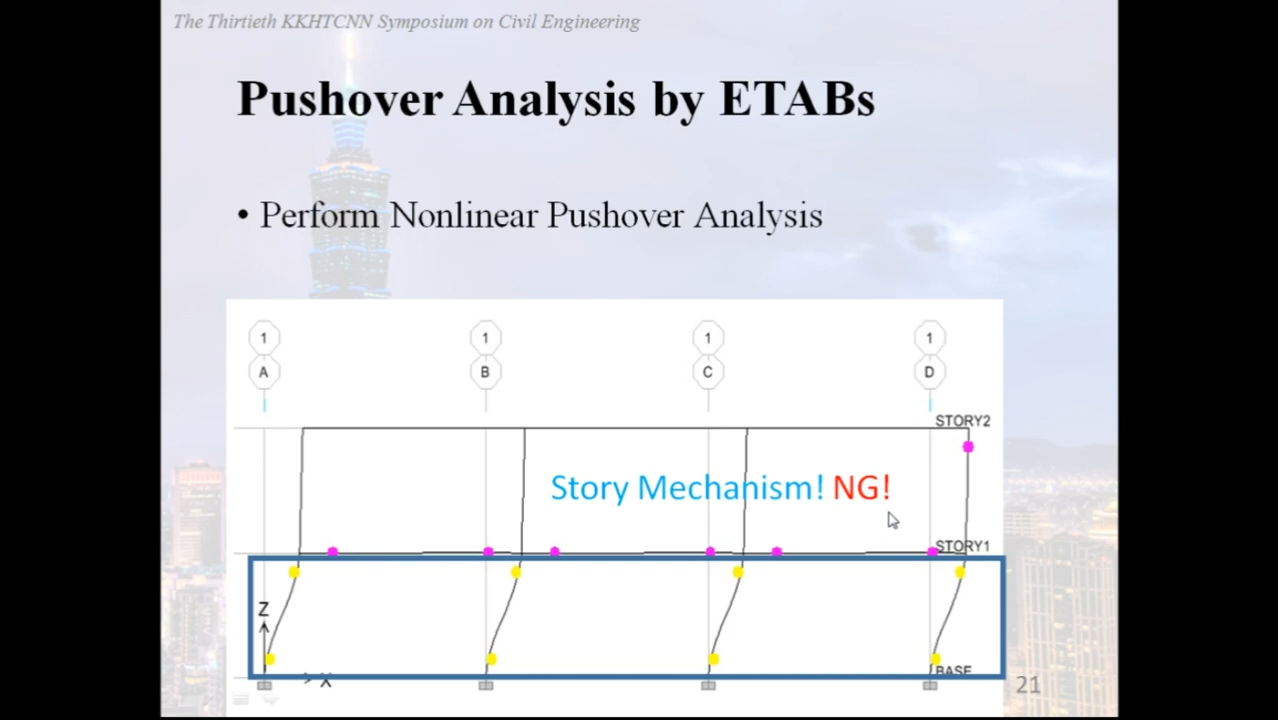 The Thirtieth KKHTCNN Symposium on Civil Engineering
Pushover Analysis by ETABs
• Perform Nonlinear Pushover Analysis
1 1 1 1
A B C D
STORY2
Story Mechanism! NG!
STORY1
Z
BASE
X
21